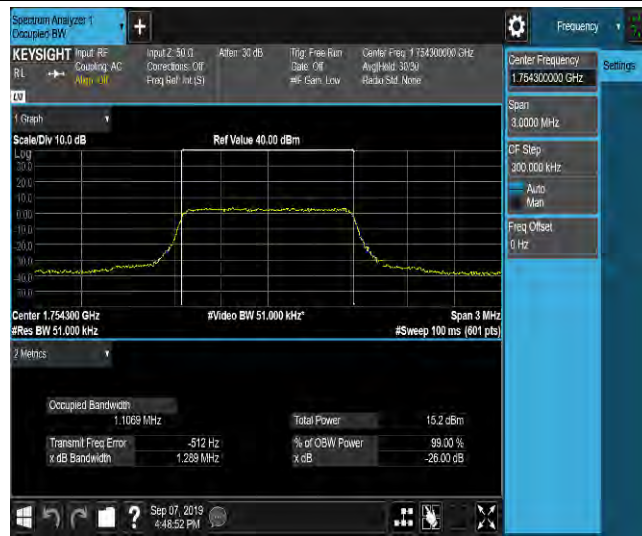 Spectrum Analyzer 1
Occupied BW
Frequency
KEYSIGHT
Input: RF
Coupling: AC
Align: Off
Input Z: 50 Ω
Corrections: Off
Freq Ref: Int (S)
Atten: 30 dB
Trig: Free Run
Gate: Off
#IF Gain: Low
Center Freq: 1.754300000 GHz
Avg|Hold: 30/30
Radio Std: None
RL
LXI
Center Frequency
1.754300000 GHz
Settings
Span
3.0000 MHz
CF Step
300.000 kHz
Auto
Man
Freq Offset
0 Hz
1 Graph
Scale/Div 10.0 dB
Ref Value 40.00 dBm
Log
30.0
20.0
10.0
0.00
-10.0
-20.0
-30.0
-40.0
-50.0
Center 1.754300 GHz
#Video BW 51.000 kHz*
Span 3 MHz
#Res BW 51.000 kHz
#Sweep 100 ms (601 pts)
2 Metrics
Occupied Bandwidth
1.1069 MHz
Total Power
15.2 dBm
Transmit Freq Error
-512 Hz
% of OBW Power
99.00 %
x dB Bandwidth
1.289 MHz
x dB
-26.00 dB
?
Sep 07, 2019
4:48:52 PM